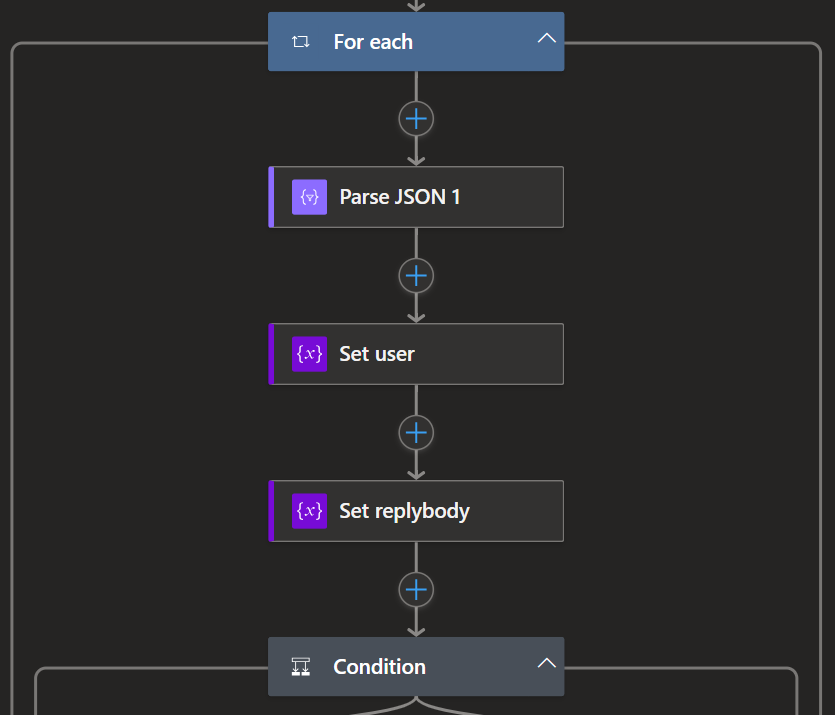 For each
Parse JSON 1
{x} Set user
{x} Set replybody
Condition